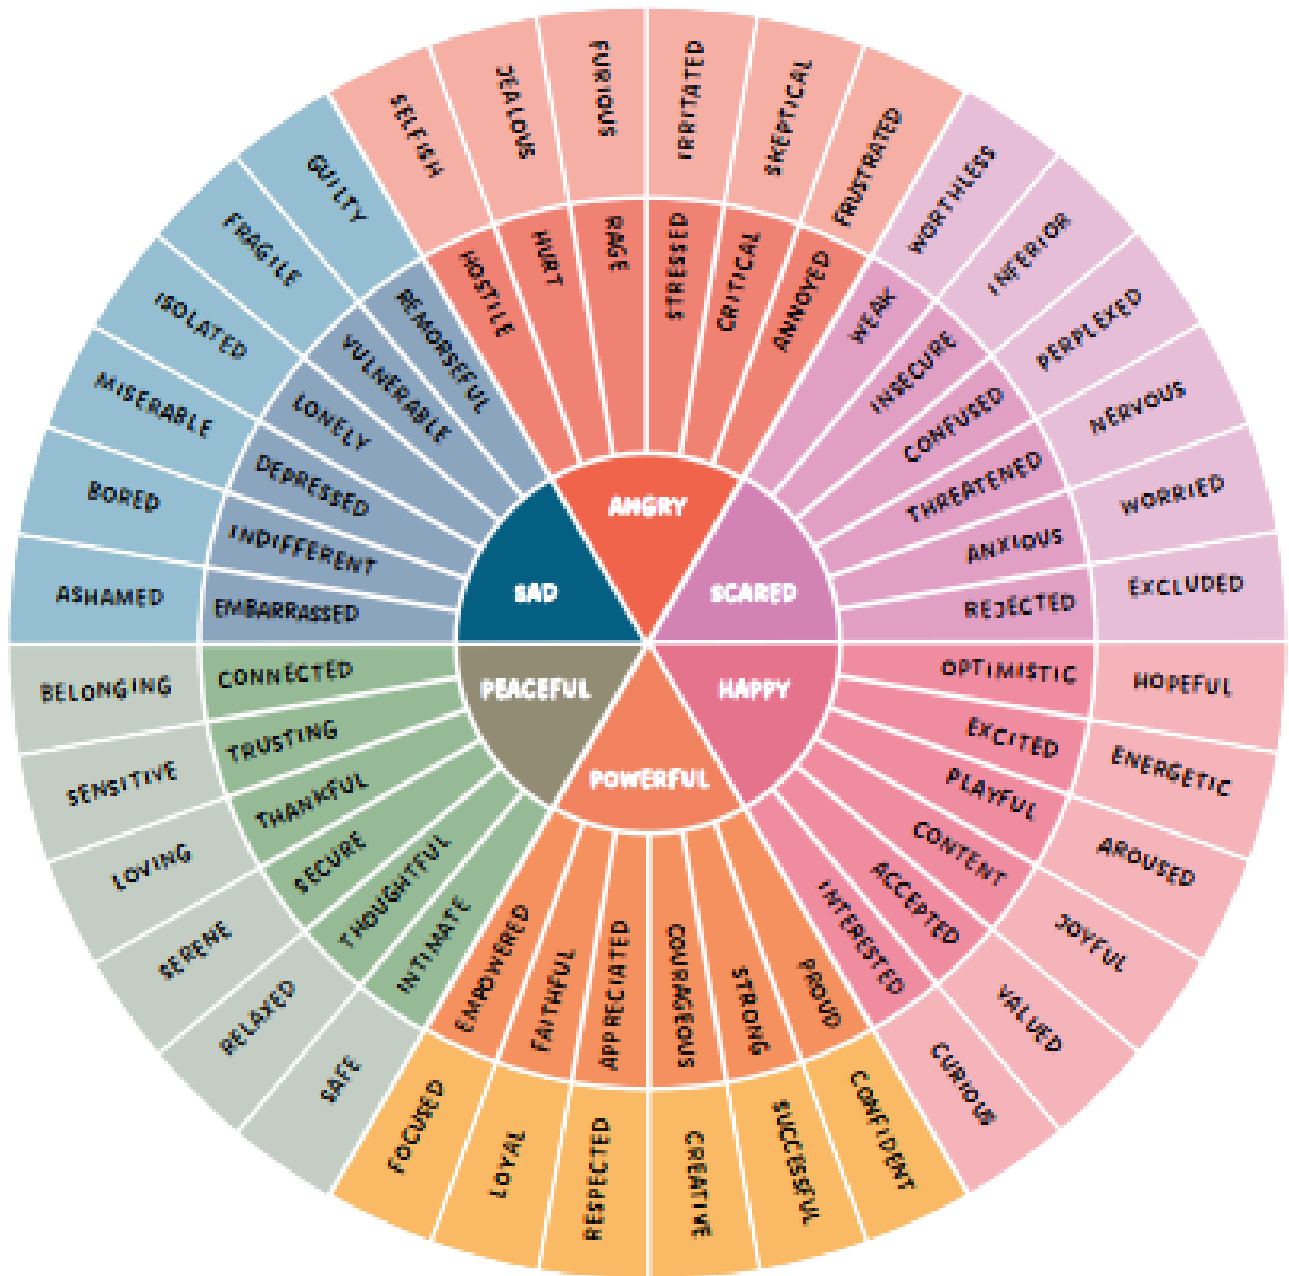 ANGRY
SCARED
HAPPY
POWERFUL
PEACEFUL
SAD
HOSTILE
HURT
RAGE
STRESSED
CRITICAL
ANNOYED
WEAK
INSECURE
CONFUSED
THREATENED
ANXIOUS
REJECTED
OPTIMISTIC
EXCITED
PLAYFUL
CONTENT
ACCEPTED
INTERESTED
PROUD
STRONG
COURAGEOUS
APPRECIATED
FAITHFUL
EMPOWERED
INTIMATE
THOUGHTFUL
SECURE
THANKFUL
TRUSTING
CONNECTED
EMBARRASSED
INDIFFERENT
DEPRESSED
LONELY
VULNERABLE
REMORSEFUL
SELFISH
JEALOUS
FURIOUS
IRRITATED
SKEPTICAL
FRUSTRATED
WORTHLESS
INFERIOR
PERPLEXED
NERVOUS
WORRIED
EXCLUDED
HOPEFUL
ENERGETIC
AROUSED
JOYFUL
VALUED
CURIOUS
CONFIDENT
SUCCESSFUL
CREATIVE
RESPECTED
LOYAL
FOCUSED
SAFE
RELAXED
SERENE
LOVING
SENSITIVE
BELONGING
ASHAMED
BORED
MISERABLE
ISOLATED
FRAGILE
GUILTY